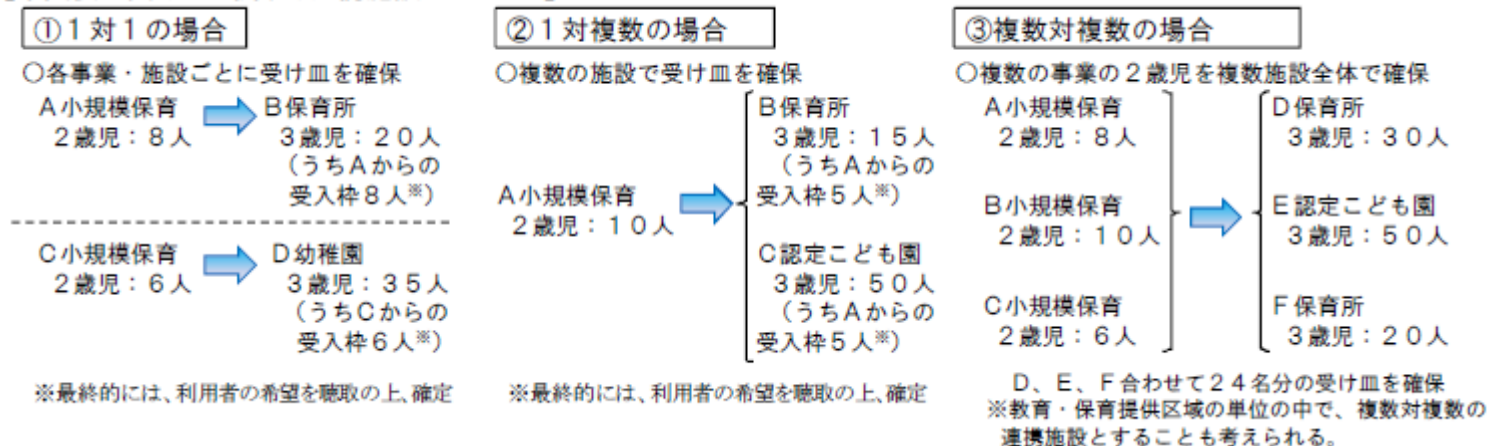 ①1対1の場合
○各事業・施設ごとに受け皿を確保
A小規模保育
2歳児：8人
B保育所
3歳児：20人
（うちAからの
受入枠8人※）
C小規模保育
2歳児：6人
D幼稚園
3歳児：35人
（うちCからの
受入枠6人※）
※最終的には、利用者の希望を聴取の上、確定
②1対複数の場合
○複数の施設で受け皿を確保
A小規模保育
2歳児：10人
B保育所
3歳児：15人
（うちAからの
受入枠5人※）
C認定こども園
3歳児：50人
（うちAからの
受入枠5人※）
※最終的には、利用者の希望を聴取の上、確定
③複数対複数の場合
○複数の事業の2歳児を複数施設全体で確保
A小規模保育
2歳児：8人
B小規模保育
2歳児：10人
C小規模保育
2歳児：6人
D保育所
3歳児：30人
E認定こども園
3歳児：50人
F保育所
3歳児：20人
D、E、F合わせて24名分の受け皿を確保
※教育・保育提供区域の単位の中で、複数対複数の
連携施設とすることも考えられる。